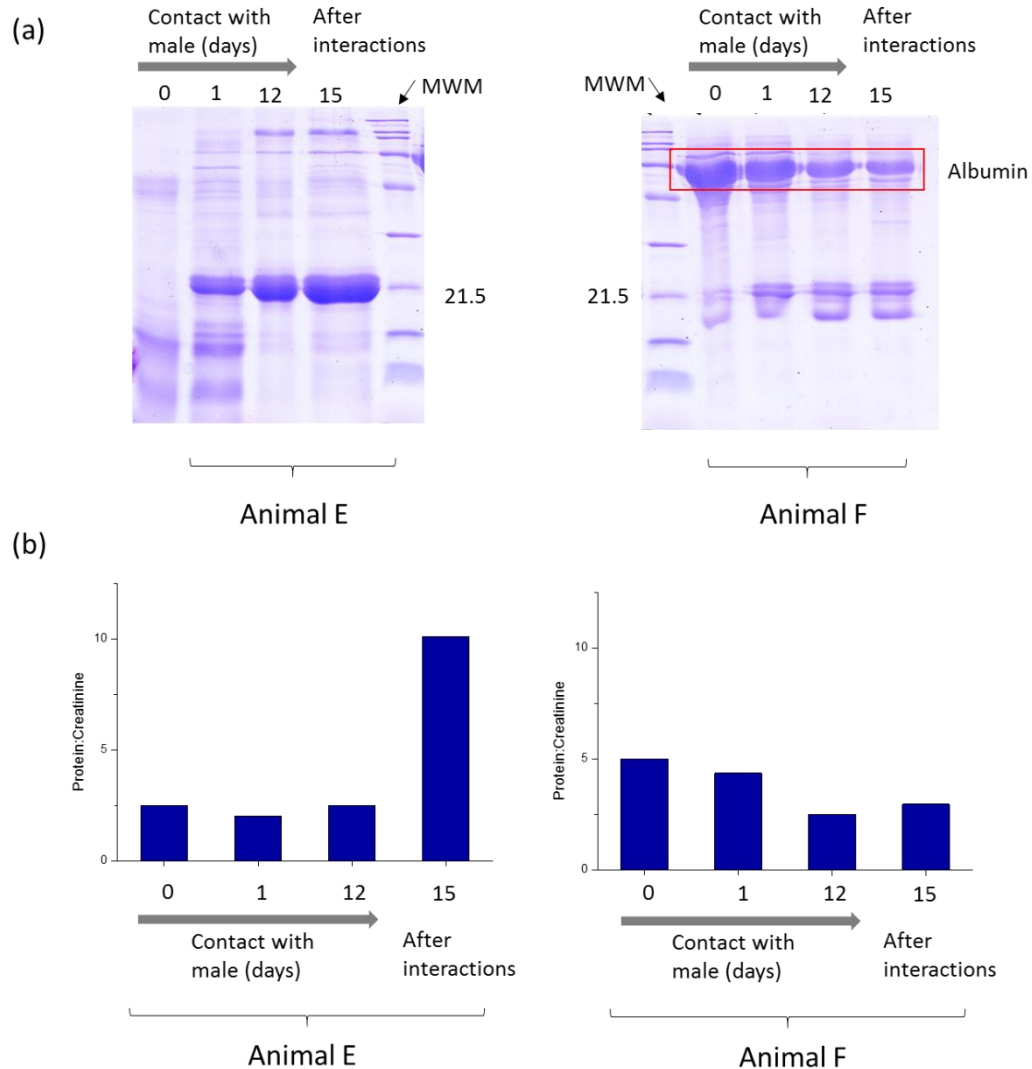 (a)
Contact with
male (days)
After
interactions
0 1 12 15
MWM
21.5
Animal E
Contact with
male (days)
After
interactions
MWM
0 1 12 15
Albumin
21.5
Animal F
(b)
Protein:Creatinine
10
5
0
0 1 12 15
Contact with
male (days)
After
interactions
Animal E
Protein:Creatinine
10
5
0
0 1 12 15
Contact with
male (days)
After
interactions
Animal F